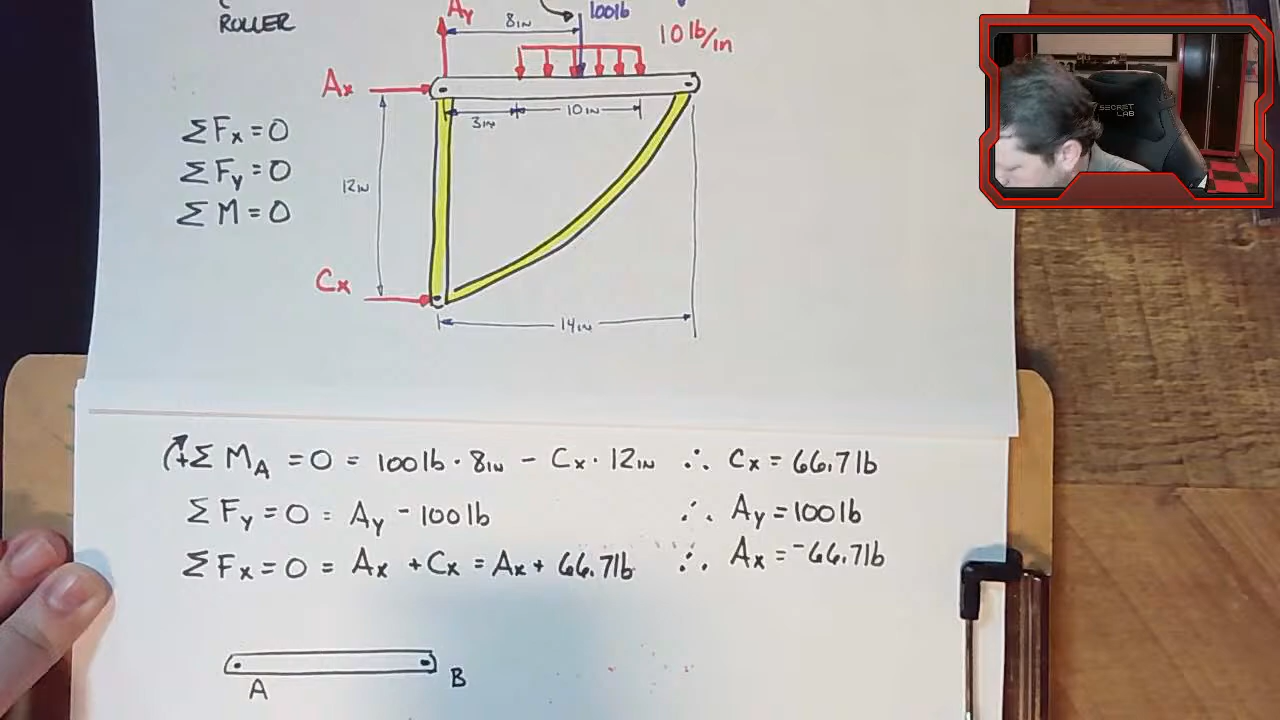 ROLLER
Ay
8in
100lb
10lb/in
Ax
3in
10in
ΣFx=0
ΣFy=0
ΣM=0
12in
Cx
14in
+ΣMA=0=100lb·8in-Cx·12in ∴ Cx=66.7lb
ΣFy=0=Ay-100lb ∴ Ay=100lb
ΣFx=0=Ax+Cx=Ax+66.7lb ∴ Ax=-66.7lb
A
B
SECRET
LAB